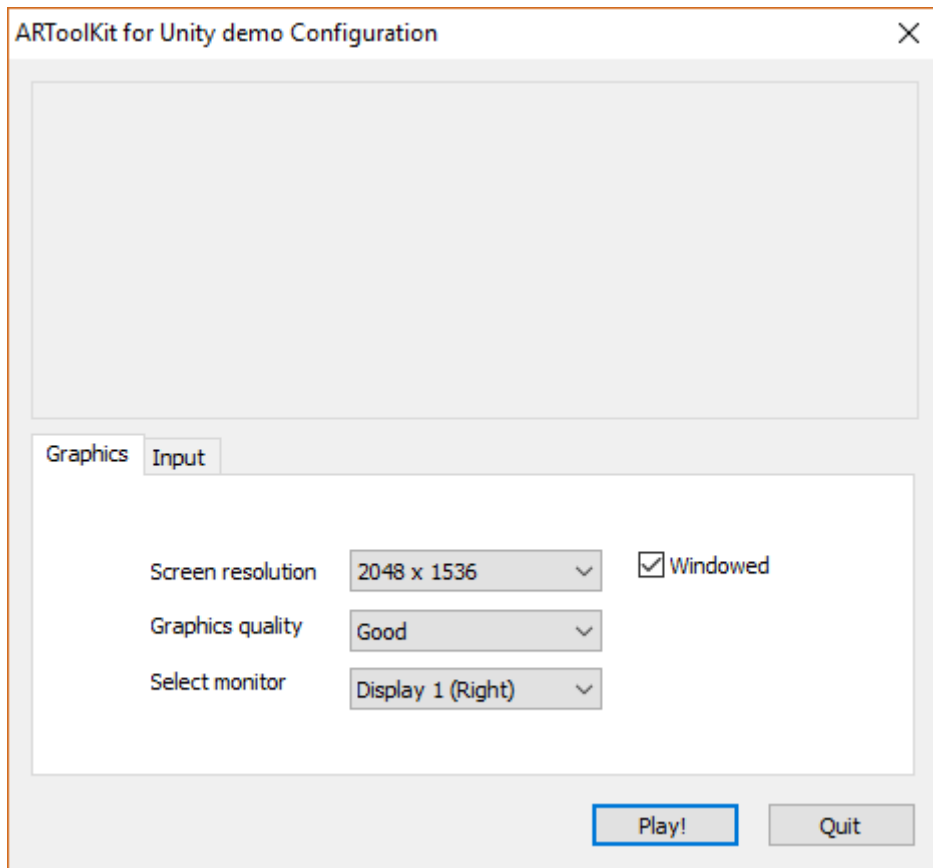 ARToolKit for Unity demo Configuration
Graphics Input
Screen resolution 2048 x 1536 Windowed
Graphics quality Good
Select monitor Display 1 (Right)
Play! Quit